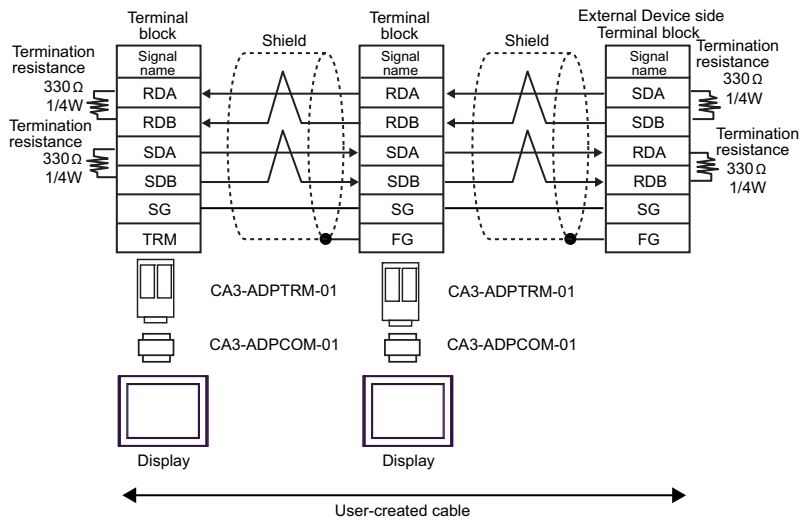 Terminal
block
Terminal
block
External Device side
Terminal block
Shield
Shield
Termination
resistance
330Ω
1/4W
Termination
resistance
330Ω
1/4W
Signal
name
RDA
RDB
SDA
SDB
SG
TRM
Signal
name
RDA
RDB
SDA
SDB
SG
FG
Signal
name
SDA
SDB
RDA
RDB
SG
FG
Termination
resistance
330Ω
1/4W
Termination
resistance
330Ω
1/4W
CA3-ADPTRM-01
CA3-ADPTRM-01
CA3-ADPCOM-01
CA3-ADPCOM-01
Display
Display
User-created cable